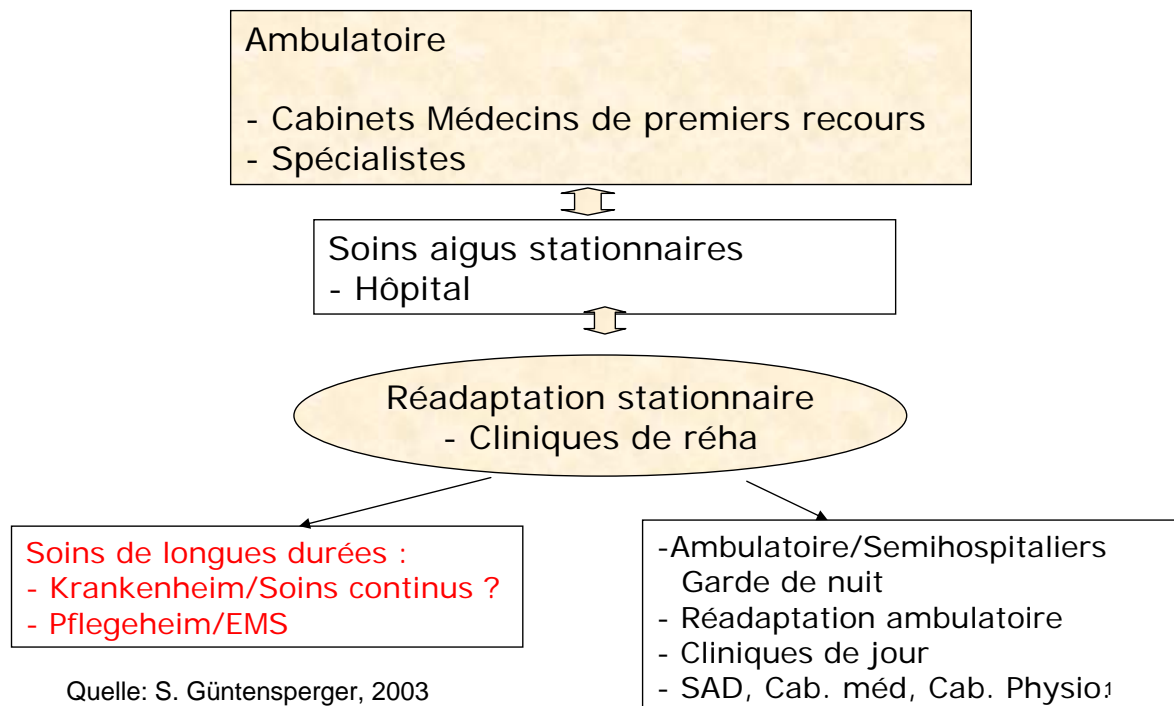 Ambulatoire
- Cabinets Médecins de premiers recours
- Spécialistes
Soins aigus stationnaires
- Hôpital
Réadaptation stationnaire
- Cliniques de réha
Soins de longues durées :
- Krankenheim/Soins continus ?
- Pflegeheim/EMS
-Ambulatoire/Semihospitaliers
Garde de nuit
- Réadaptation ambulatoire
- Cliniques de jour
- SAD, Cab. méd, Cab. Physio.
1
Quelle: S. Güntensperger, 2003